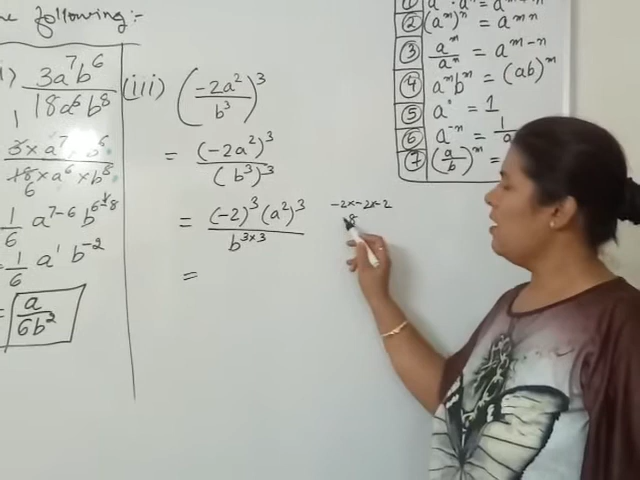 following:-
3a⁷b⁶
18a⁶b⁸
3 × a⁷ × b⁶
18 × a⁶ × b⁸
6
1/6 a⁷⁻⁶ b⁶⁻⁸
= 1/6 a¹ b⁻²
= a/6b²
(iii) (-2a²/b³)³
= (-2a²)³/(b³)³
= (-2)³(a²)³/b³ˣ³
=
-2×-2×-2
8
① aᵐ · aⁿ = aᵐ⁺ⁿ
② (aᵐ)ⁿ = aᵐⁿ
③ aᵐ/aⁿ = aᵐ⁻ⁿ
④ aᵐbᵐ = (ab)ᵐ
⑤ a⁰ = 1
⑥ a⁻ⁿ = 1/a
⑦ (a/b)ᵐ =